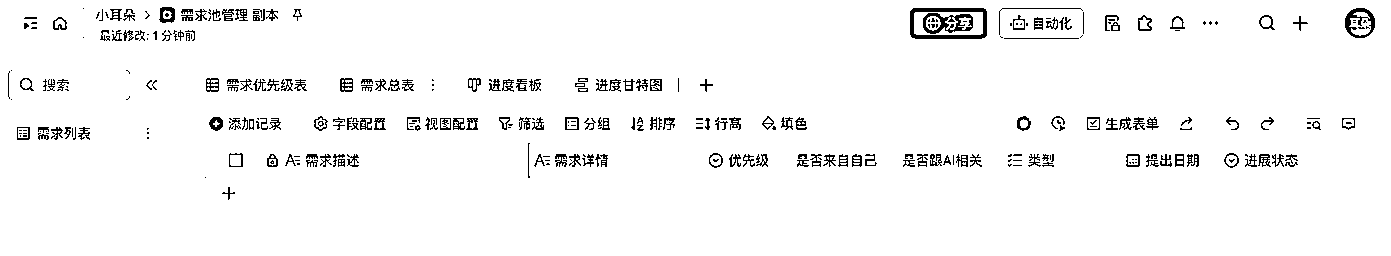 小耳朵 > 需求池管理 副本
最近修改: 1 分钟前
分享
自动化
搜索
需求优先级表
需求总表
进度看板
进度甘特图
需求列表
添加记录
字段配置
视图配置
筛选
分组
排序
行高
填色
生成表单
需求描述
需求详情
优先级
是否来自自己
是否跟AI相关
类型
提出日期
进展状态